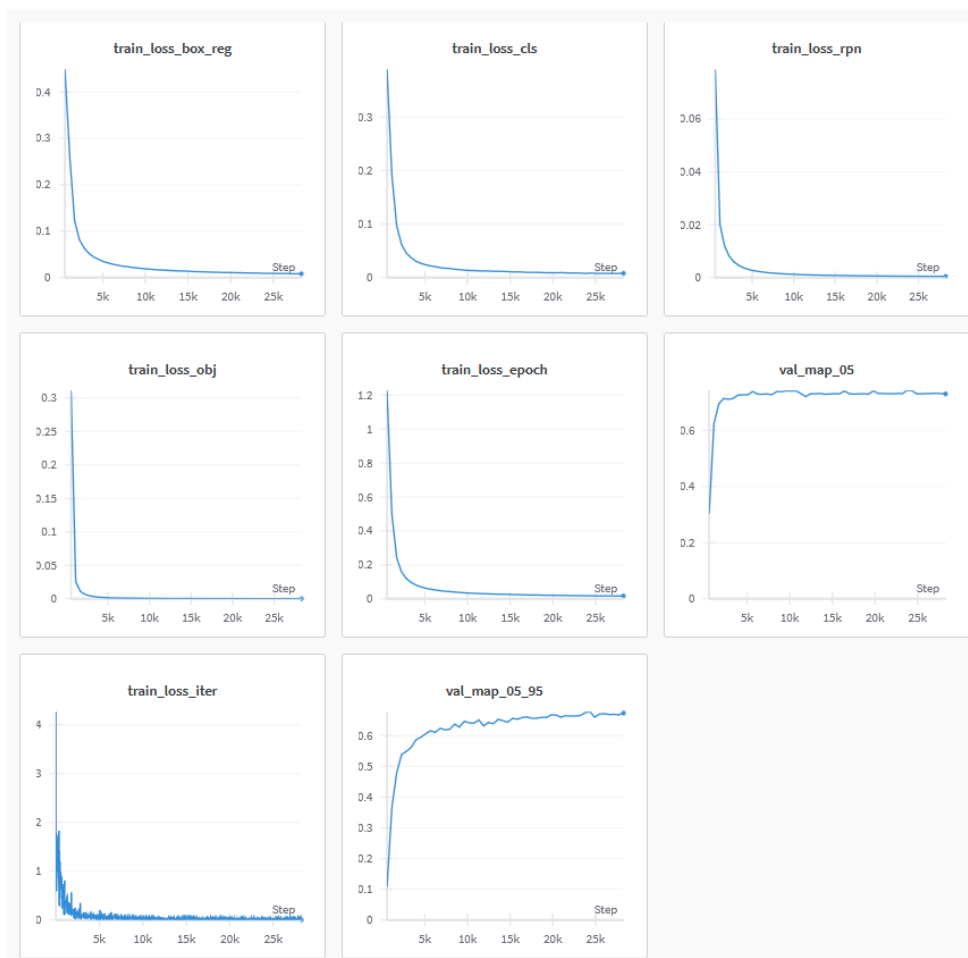 train_loss_box_reg
0.4
0.3
0.2
0.1
0
Step
5k 10k 15k 20k 25k
train_loss_cls
0.3
0.2
0.1
0
Step
5k 10k 15k 20k 25k
train_loss_rpn
0.06
0.04
0.02
0
Step
5k 10k 15k 20k 25k
train_loss_obj
0.3
0.25
0.2
0.15
0.1
0.05
0
Step
5k 10k 15k 20k 25k
train_loss_epoch
1.2
1
0.8
0.6
0.4
0.2
0
Step
5k 10k 15k 20k 25k
val_map_05
0.6
0.4
0.2
0
Step
5k 10k 15k 20k 25k
train_loss_iter
4
3
2
1
0
Step
5k 10k 15k 20k 25k
val_map_05_95
0.6
0.5
0.4
0.3
0.2
0.1
0
Step
5k 10k 15k 20k 25k